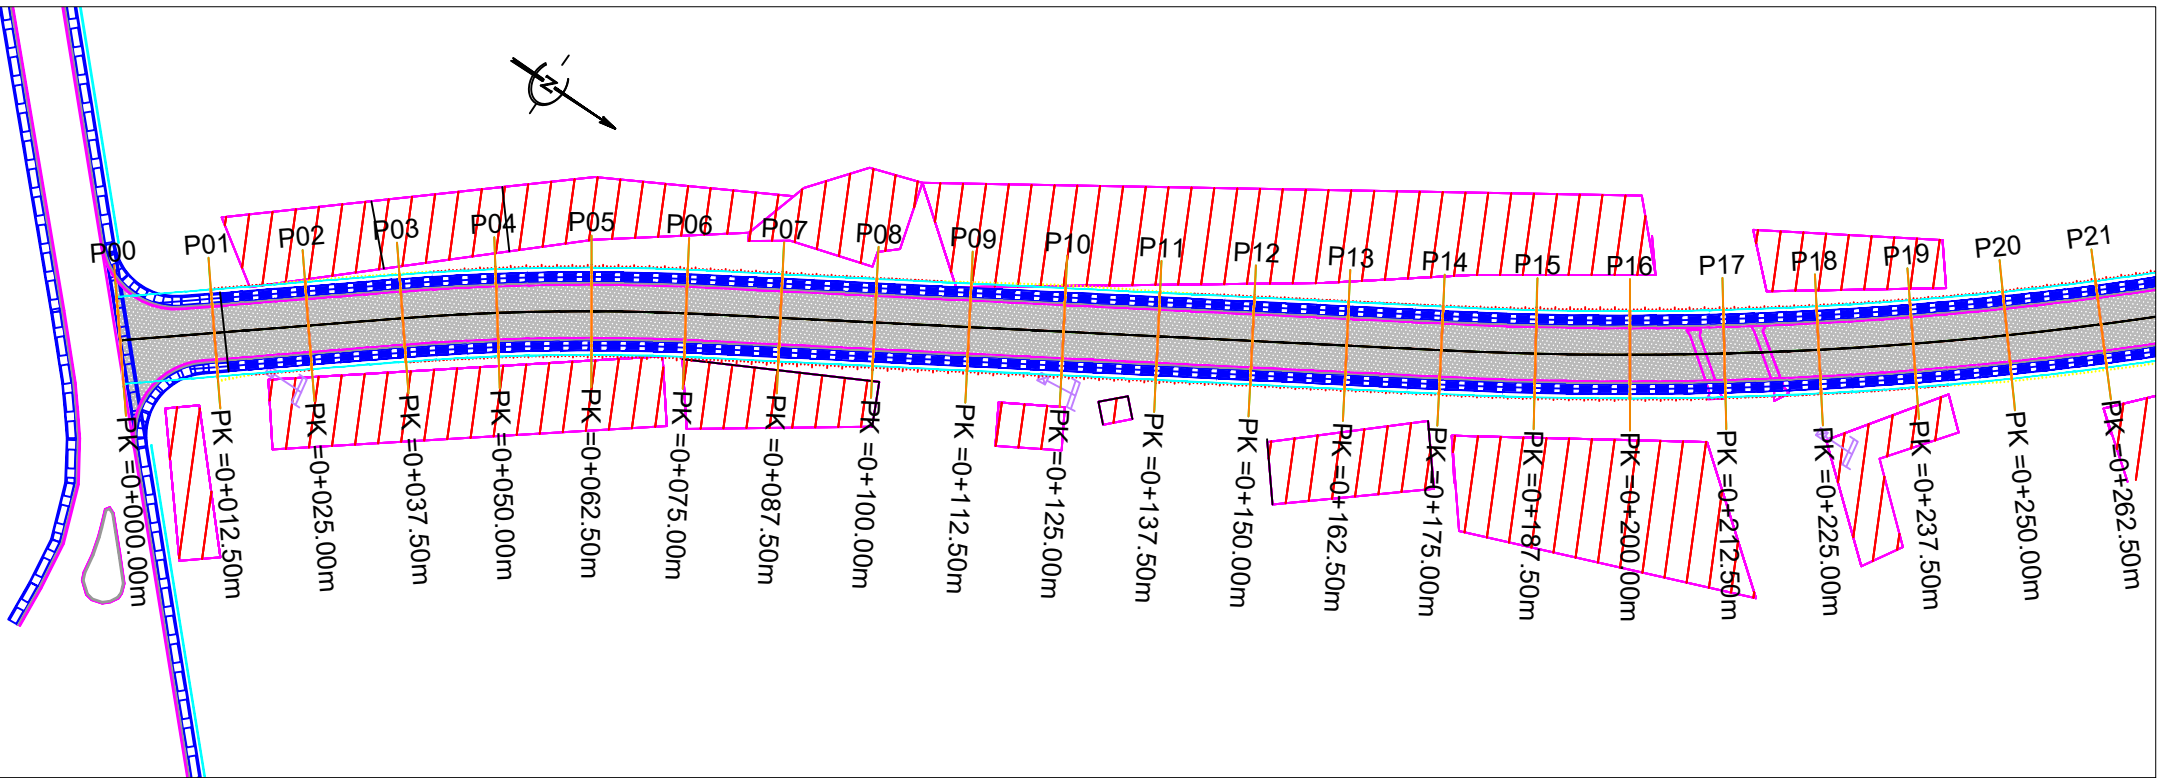 N
P00
P01
P02
P03
P04
P05
P06
P07
P08
P09
P10
P11
P12
P13
P14
P15
P16
P17
P18
P19
P20
P21
PK =0+000.00m
PK =0+012.50m
PK =0+025.00m
PK =0+037.50m
PK =0+050.00m
PK =0+062.50m
PK =0+075.00m
PK =0+087.50m
PK =0+100.00m
PK =0+112.50m
PK =0+125.00m
PK =0+137.50m
PK =0+150.00m
PK =0+162.50m
PK =0+175.00m
PK =0+187.50m
PK =0+200.00m
PK =0+212.50m
PK =0+225.00m
PK =0+237.50m
PK =0+250.00m
PK =0+262.50m